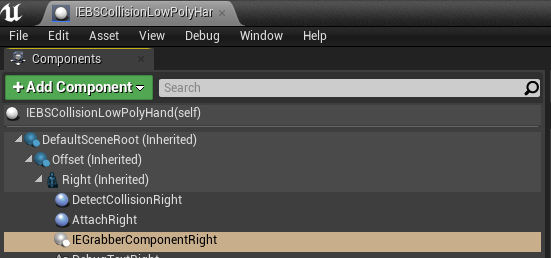 IEBSCollisionLowPolyHar
File Edit Asset View Debug Window Help
Components
+ Add Component Search
IEBSCollisionLowPolyHand(self)
DefaultSceneRoot (Inherited)
Offset (Inherited)
Right (Inherited)
DetectCollisionRight
AttachRight
IEGrabberComponentRight
DebugTextRight